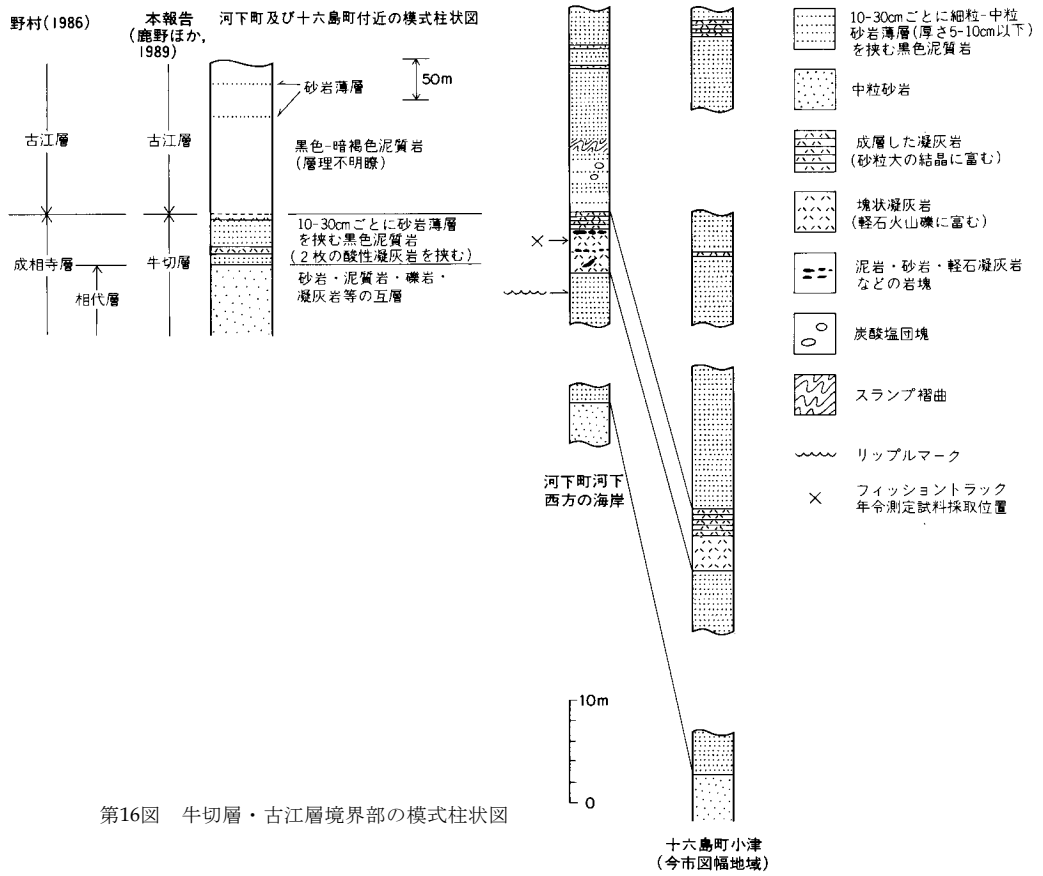 野村(1986)
本報告
(鹿野ほか,
1989)
河下町及び十六島町付近の模式柱状図
50m
砂岩薄層
古江層
古江層
黒色-暗褐色泥質岩
(層理不明瞭)
10-30cmごとに砂岩薄層
を挟む黒色泥質岩
(2枚の酸性凝灰岩を挟む)
成相寺層
牛切層
相代層
砂岩・泥質岩・礫岩・
凝灰岩等の互層
×
河下町河下
西方の海岸
10m
0
十六島町小津
(今市図幅地域)
10-30cmごとに細粒-中粒
砂岩薄層(厚さ5-10cm以下)
を挟む黒色泥質岩
中粒砂岩
成層した凝灰岩
(砂粒大の結晶に富む)
塊状凝灰岩
(軽石火山礫に富む)
泥岩・砂岩・軽石凝灰岩
などの岩塊
炭酸塩団塊
スランプ褶曲
リップルマーク
×
フィッショントラック
年令測定試料採取位置
第16図 牛切層・古江層境界部の模式柱状図